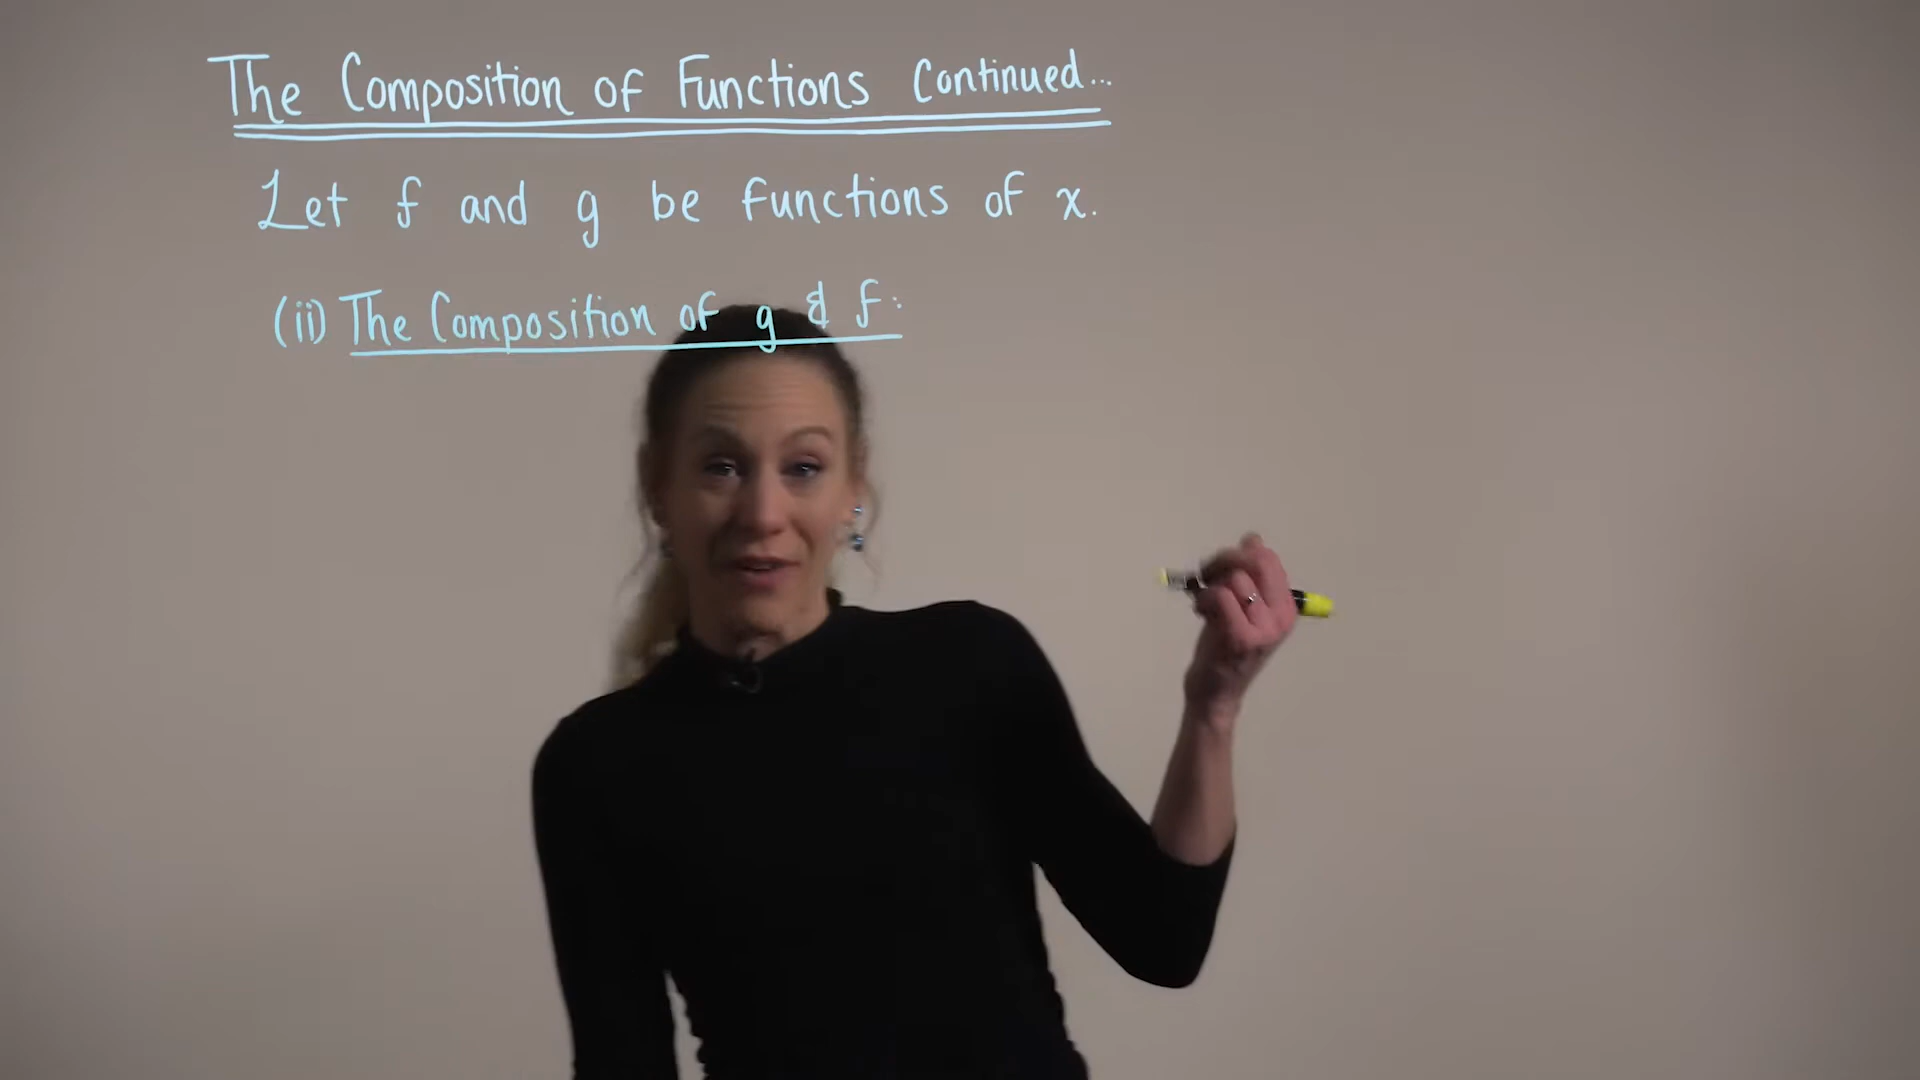 The Composition of Functions Continued...
Let f and g be functions of x.
(ii) The Composition of g & f: